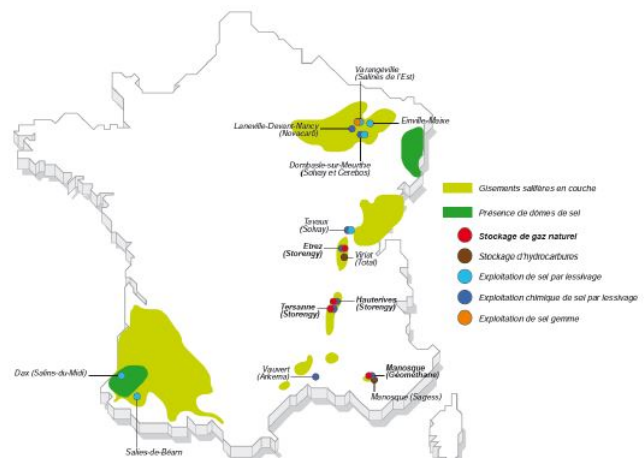 Varangeville
(Salines de l'Est)
Laneville-Devant-Nancy
(Novacarb)
Einville-Maixe
Dombasle-sur-Meurthe
(Solvay et Cerebos)
Tavaux
(Solvay)
Etrez
(Storengy)
Viriat
(Total)
Tersanne
(Storengy)
Hauterives
(Storengy)
Vauvert
(Arkema)
Manosque
(Géométhane)
Manosque (Sagess)
Dax (Salins-du-Midi)
Salies-de-Béarn
Gisements salifères en couche
Présence de dômes de sel
Stockage de gaz naturel
Stockage d'hydrocarbures
Exploitation de sel par lessivage
Exploitation chimique de sel par lessivage
Exploitation de sel gemme